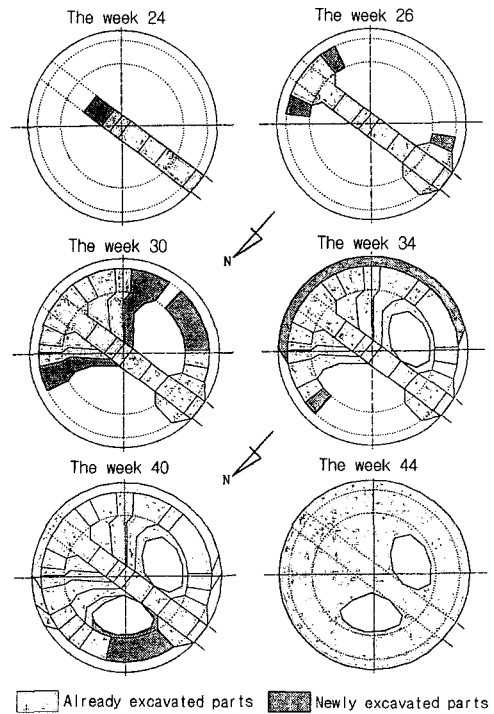 The week 24
The week 26
N
The week 30
The week 34
N
The week 40
The week 44
Already excavated parts
Newly excavated parts